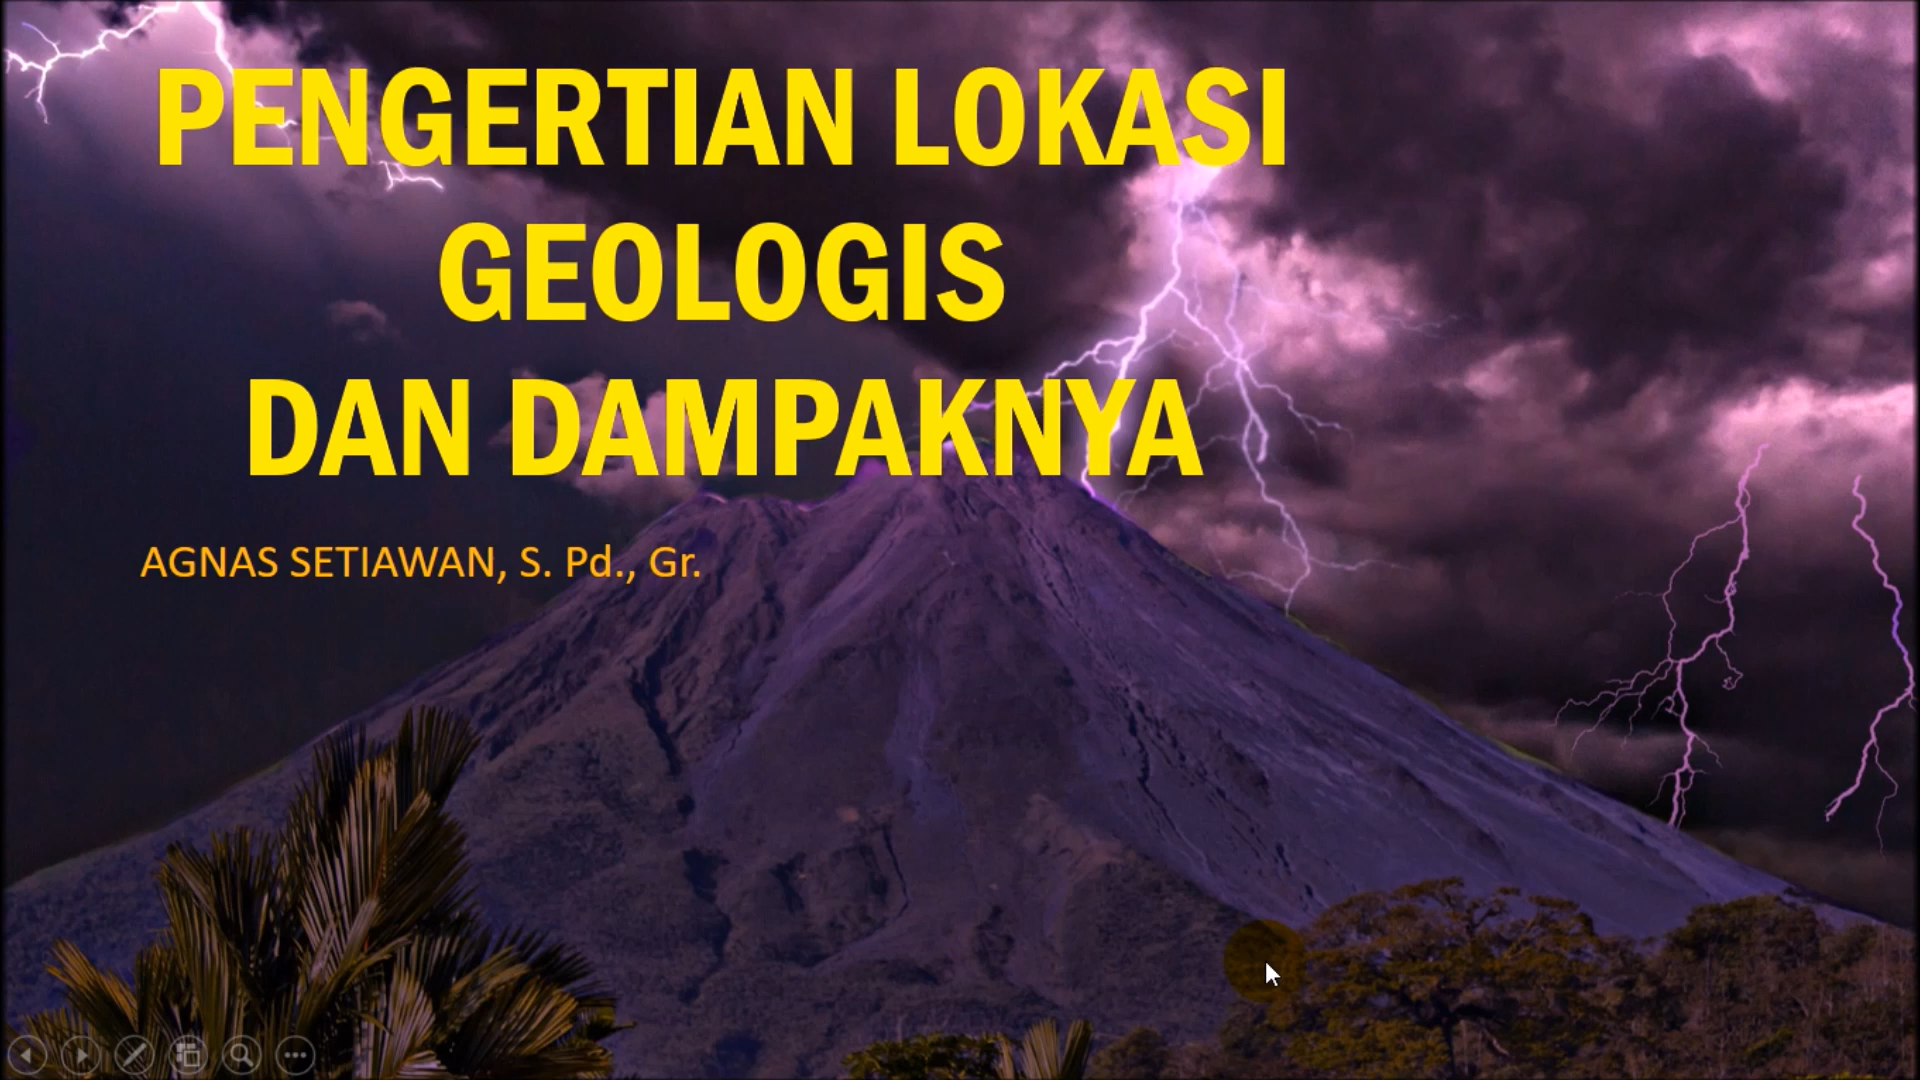 PENGERTIAN LOKASI
GEOLOGIS
DAN DAMPAKNYA
AGNAS SETIAWAN, S. Pd., Gr.